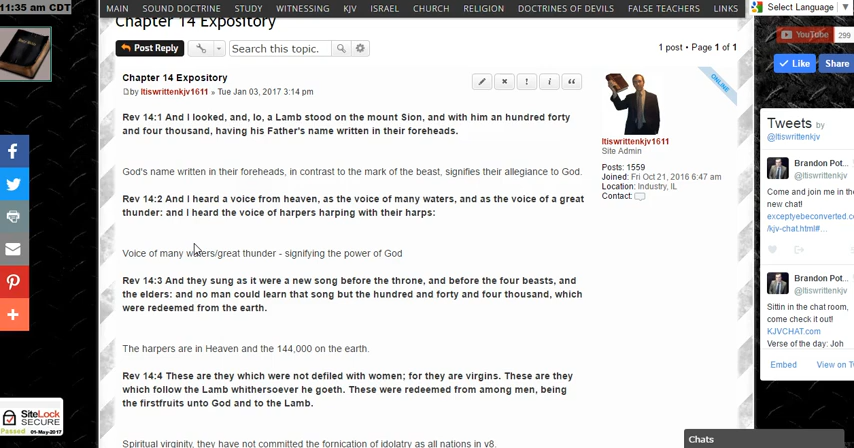 11:35 am CDT
MAIN SOUND DOCTRINE STUDY WITNESSING KJV ISRAEL CHURCH RELIGION DOCTRINES OF DEVILS FALSE TEACHERS LINKS
Select Language
Chapter 14 Expository
Post Reply
Search this topic.
1 post • Page 1 of 1
YouTube 299
Like Share
Chapter 14 Expository
by Itiswrittenkjv1611 » Tue Jan 03, 2017 3:14 pm
ONLINE
Rev 14:1 And I looked, and, lo, a Lamb stood on the mount Sion, and with him an hundred forty
and four thousand, having his Father's name written in their foreheads.
God's name written in their foreheads, in contrast to the mark of the beast, signifies their allegiance to God.
Rev 14:2 And I heard a voice from heaven, as the voice of many waters, and as the voice of a great
thunder: and I heard the voice of harpers harping with their harps:
Voice of many waters/great thunder - signifying the power of God
Rev 14:3 And they sung as it were a new song before the throne, and before the four beasts, and
the elders: and no man could learn that song but the hundred and forty and four thousand, which
were redeemed from the earth.
The harpers are in Heaven and the 144,000 on the earth.
Rev 14:4 These are they which were not defiled with women; for they are virgins. These are they
which follow the Lamb whithersoever he goeth. These were redeemed from among men, being
the firstfruits unto God and to the Lamb.
Spiritual virginity, they have not committed the fornication of idolatry as all nations in v8.
Itiswrittenkjv1611
Site Admin
Posts: 1559
Joined: Fri Oct 21, 2016 6:47 am
Location: Industry, IL
Contact:
Tweets by
@Itiswrittenkjv
Brandon Pot...
@Itiswrittenkjv
Come and join me in the
new chat!
exceptyebeconverted.c
/kjv-chat.html#...
Brandon Pot...
@Itiswrittenkjv
Sittin in the chat room,
come check it out!
KJVCHAT.com
Verse of the day: Joh
Embed View on Tw
SiteLock
SECURE
Passed 01-May-2017
Chats